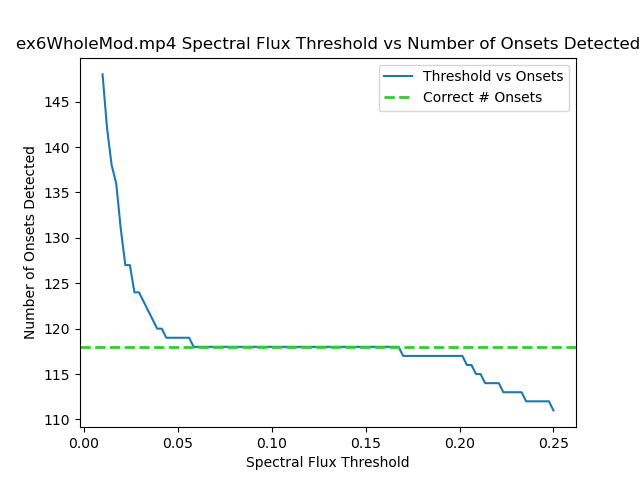 ex6WholeMod.mp4 Spectral Flux Threshold vs Number of Onsets Detected
Threshold vs Onsets
Correct # Onsets
Number of Onsets Detected
145
140
135
130
125
120
115
110
0.00 0.05 0.10 0.15 0.20 0.25
Spectral Flux Threshold